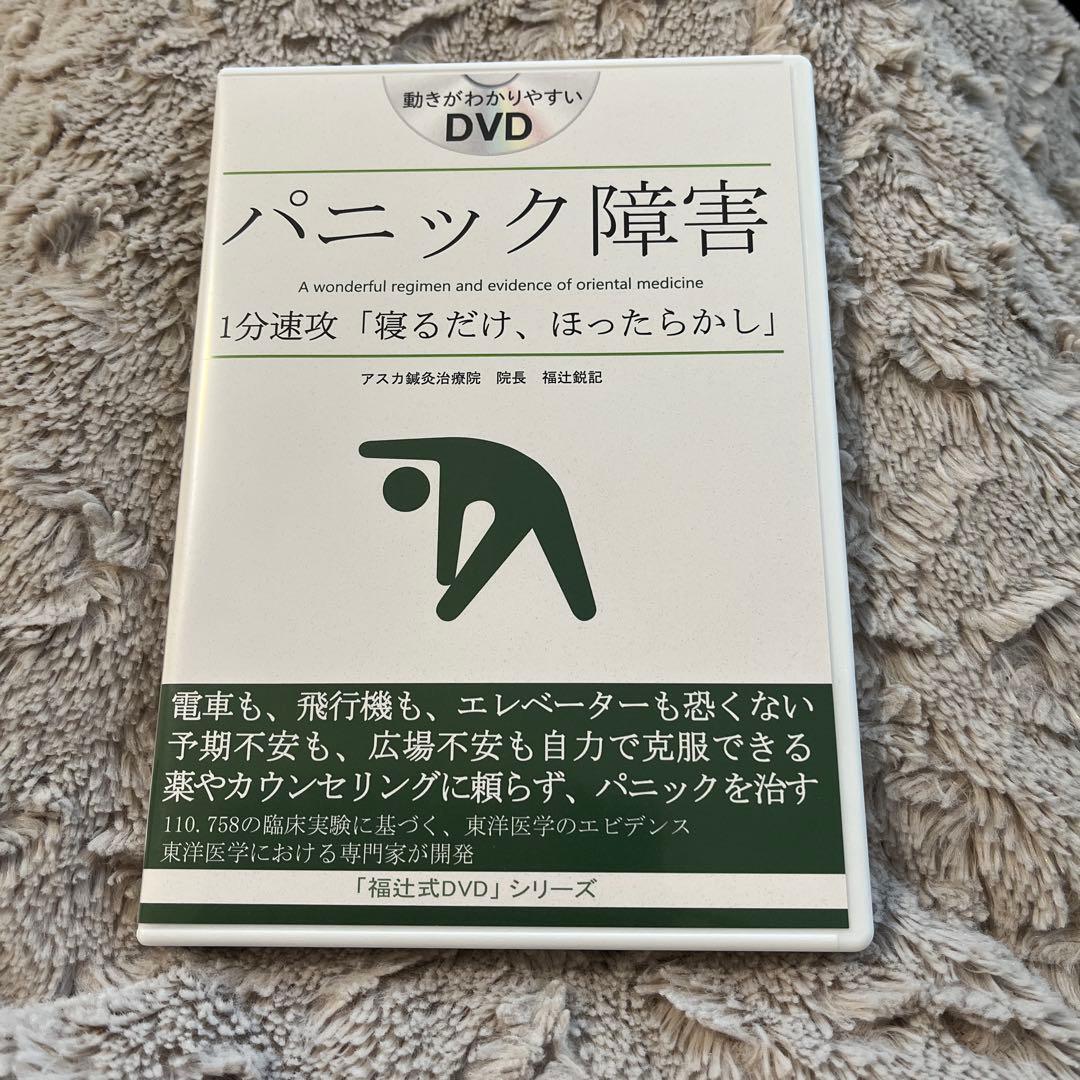 動きがわかりやすい
DVD
パニック障害
A wonderful regimen and evidence of oriental medicine
1分速攻「寝るだけ、ほったらかし」
アスカ鍼灸治療院　院長　福辻鋭記
電車も、飛行機も、エレベーターも恐くない
予期不安も、広場不安も自力で克服できる
薬やカウンセリングに頼らず、パニックを治す
110.758の臨床実験に基づく、東洋医学のエビデンス
東洋医学における専門家が開発
「福辻式DVD」シリーズ